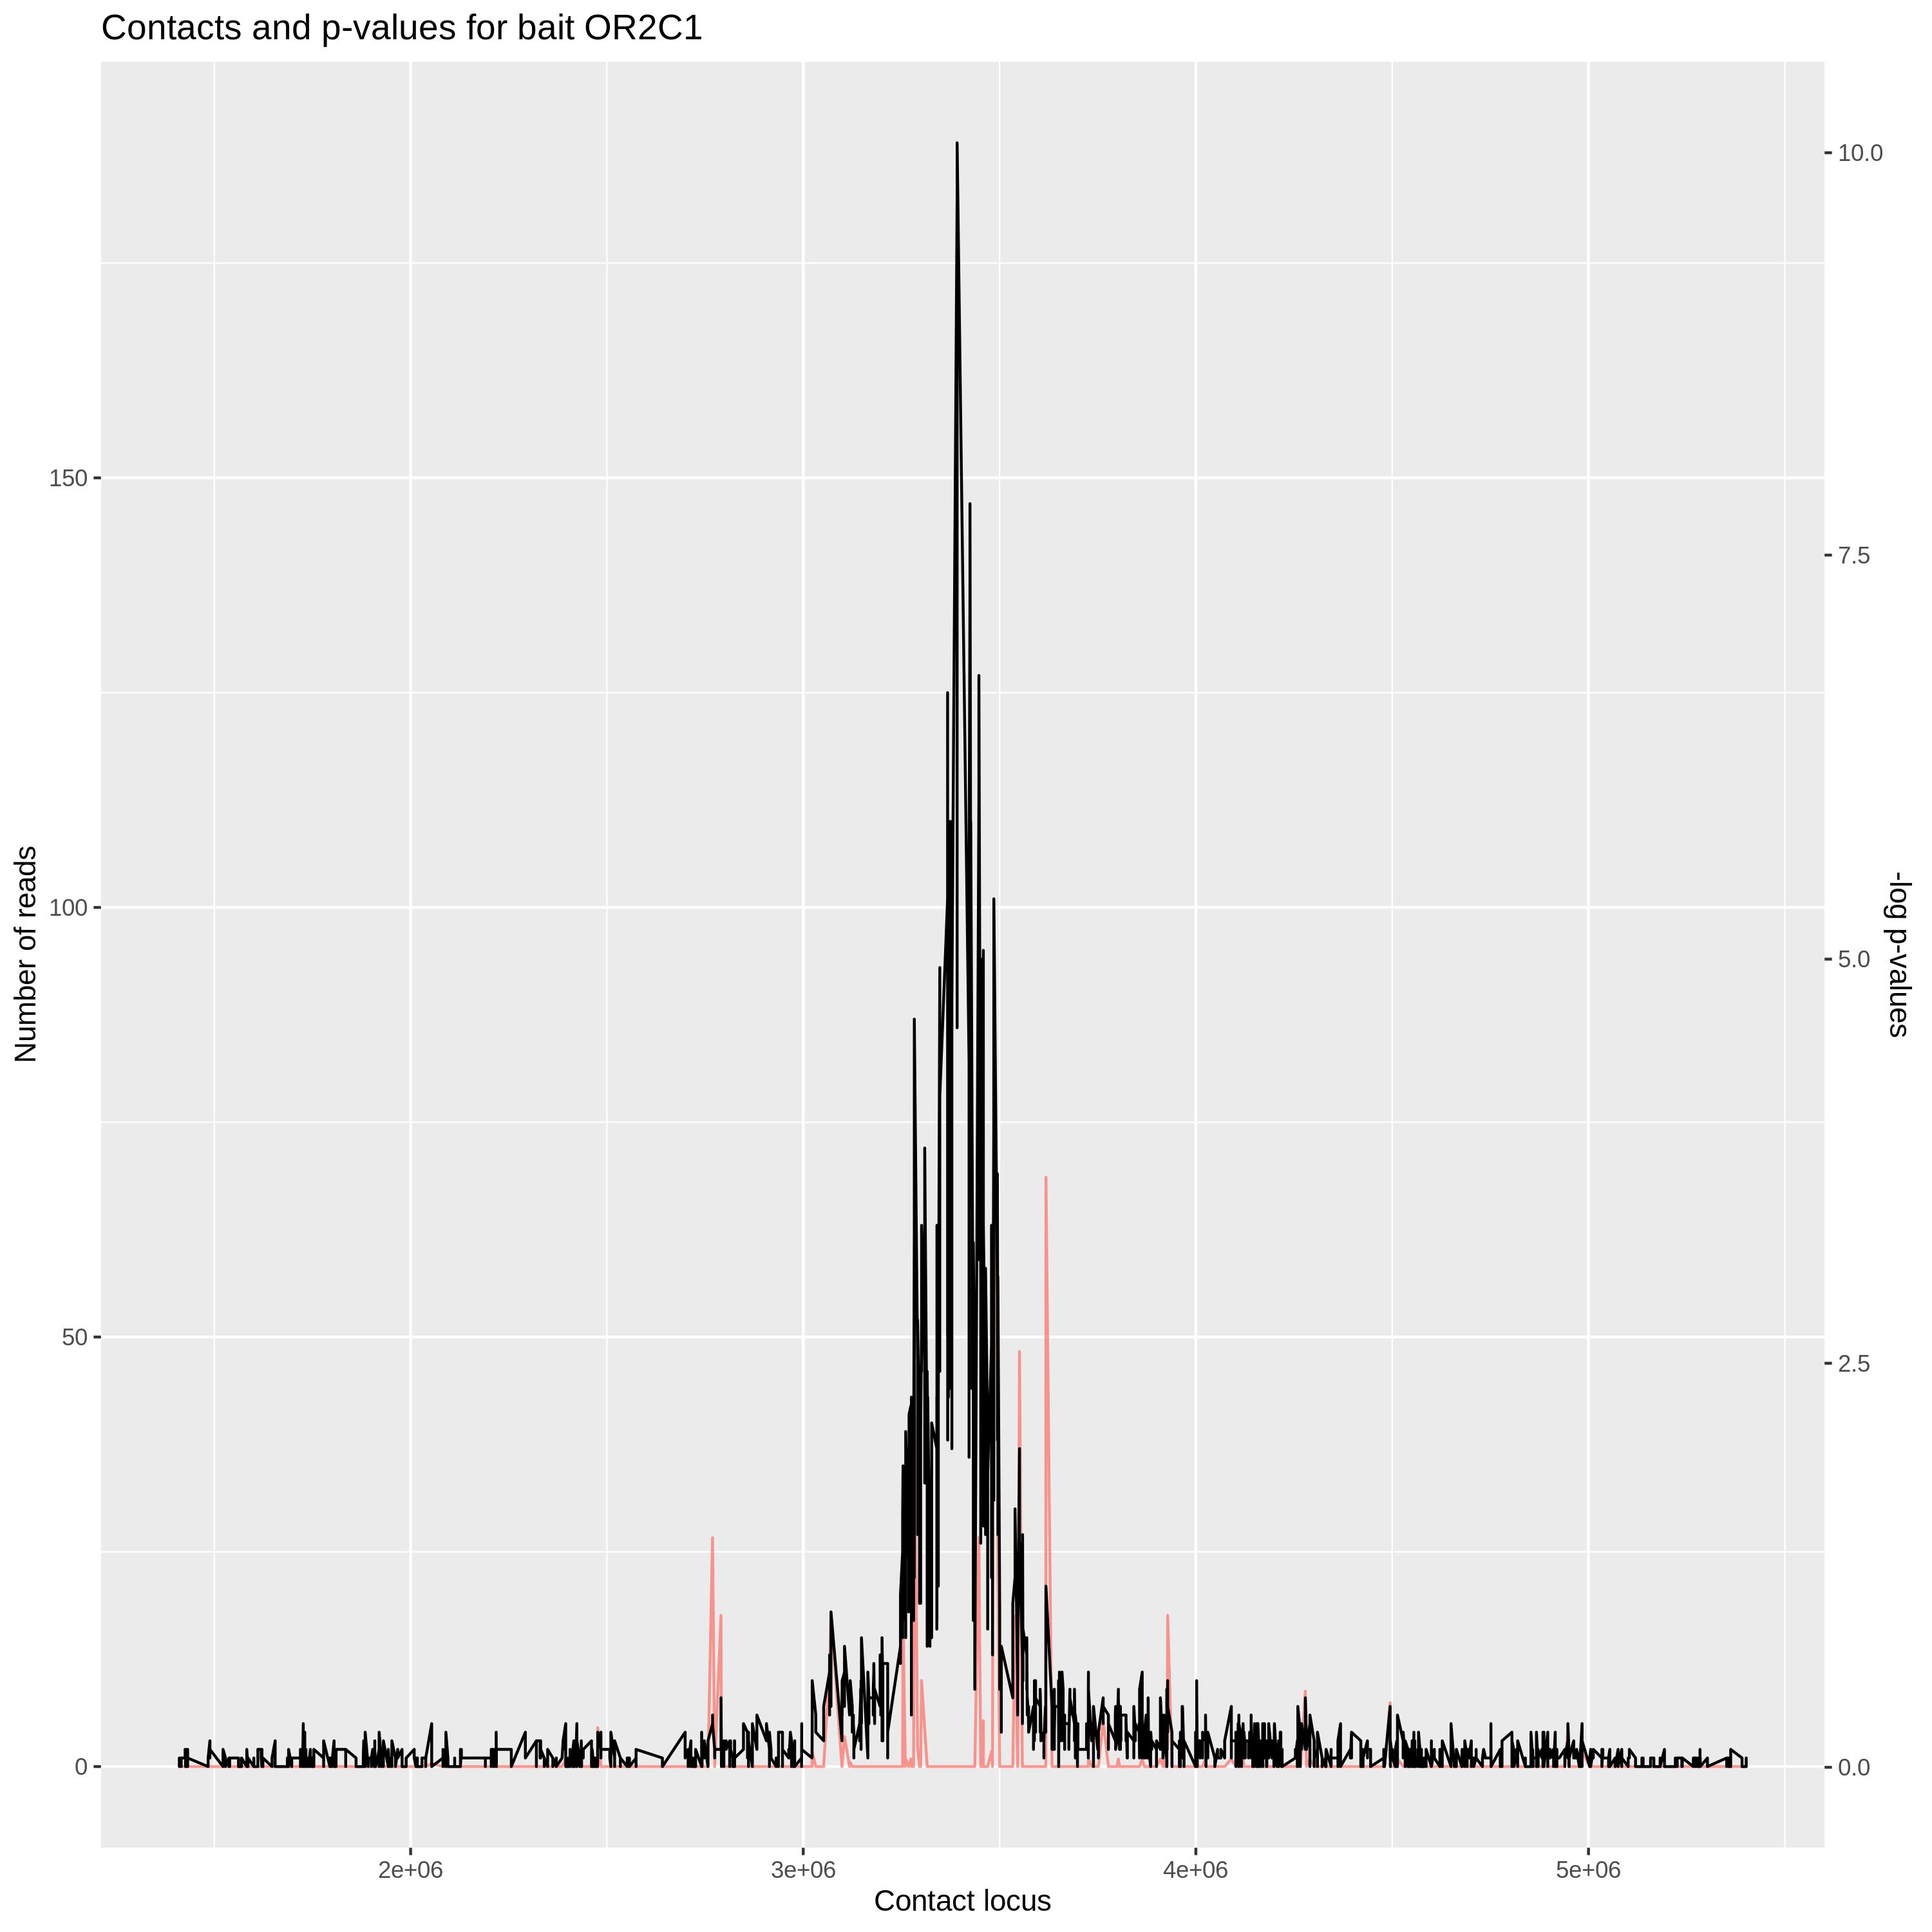 Contacts and p-values for bait OR2C1
Number of reads
150
100
50
0
10.0
7.5
5.0
2.5
0.0
-log p-values
2e+06
3e+06
4e+06
5e+06
Contact locus